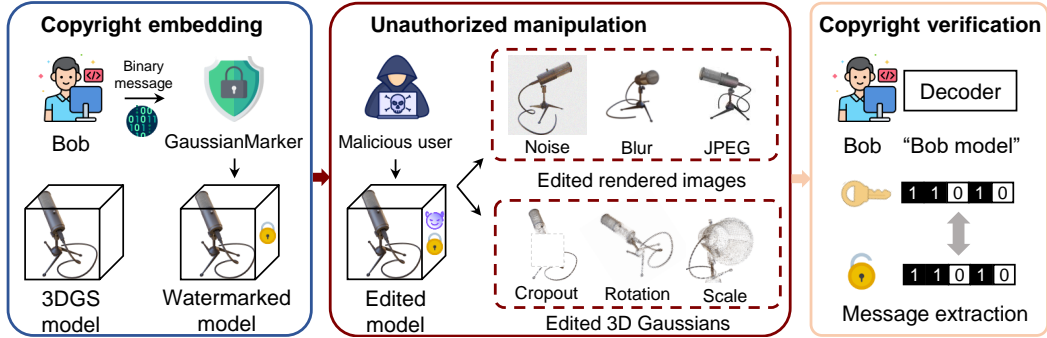 Copyright embedding
Binary
message
Bob
GaussianMarker
3DGS
model
Watermarked
model
Unauthorized manipulation
Malicious user
Edited
model
Noise
Blur
JPEG
Edited rendered images
Cropout
Rotation
Scale
Edited 3D Gaussians
Copyright verification
Decoder
Bob
“Bob model”
1 1 0 1 0
1 1 0 1 0
Message extraction